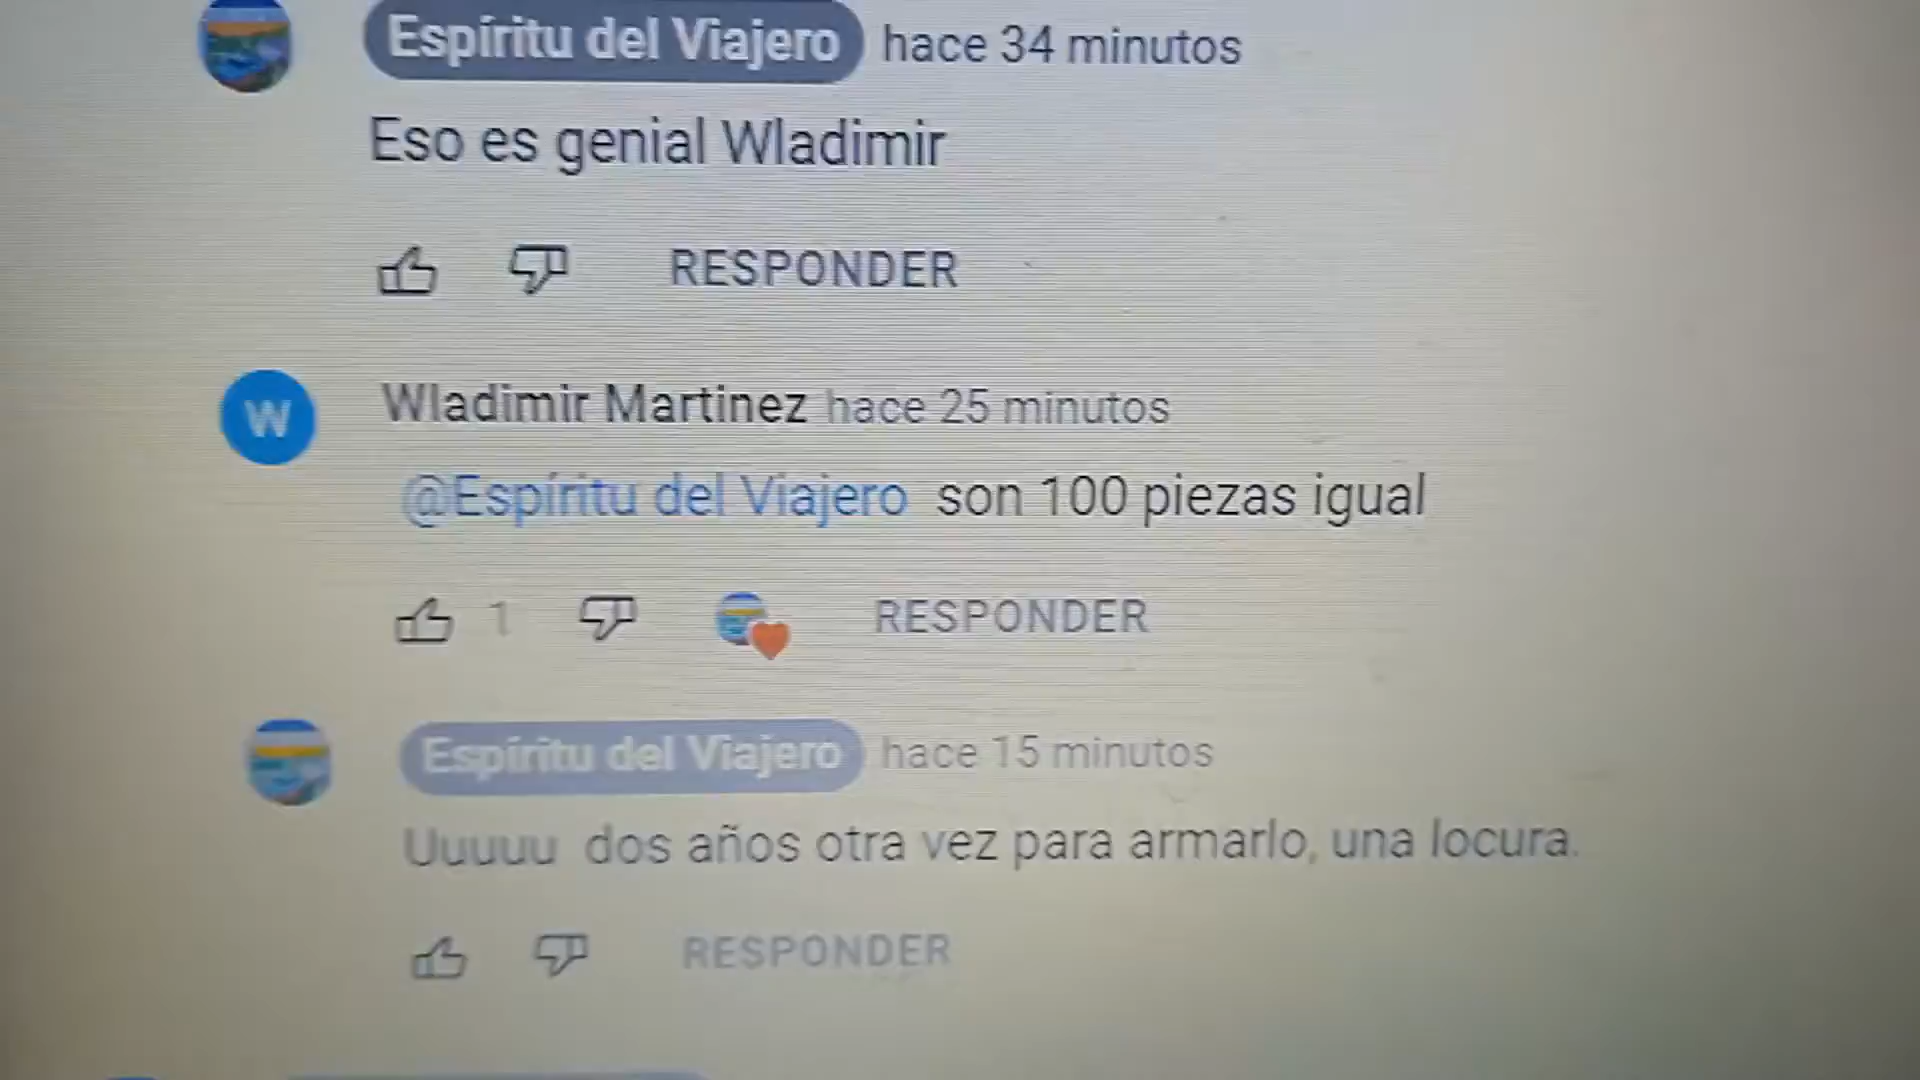 Espíritu del Viajero hace 34 minutos
Eso es genial Wladimir
RESPONDER
W Wladimir Martinez hace 25 minutos
@Espíritu del Viajero son 100 piezas igual
1 RESPONDER
Espíritu del Viajero hace 15 minutos
Uuuuu dos años otra vez para armarlo, una locura.
RESPONDER